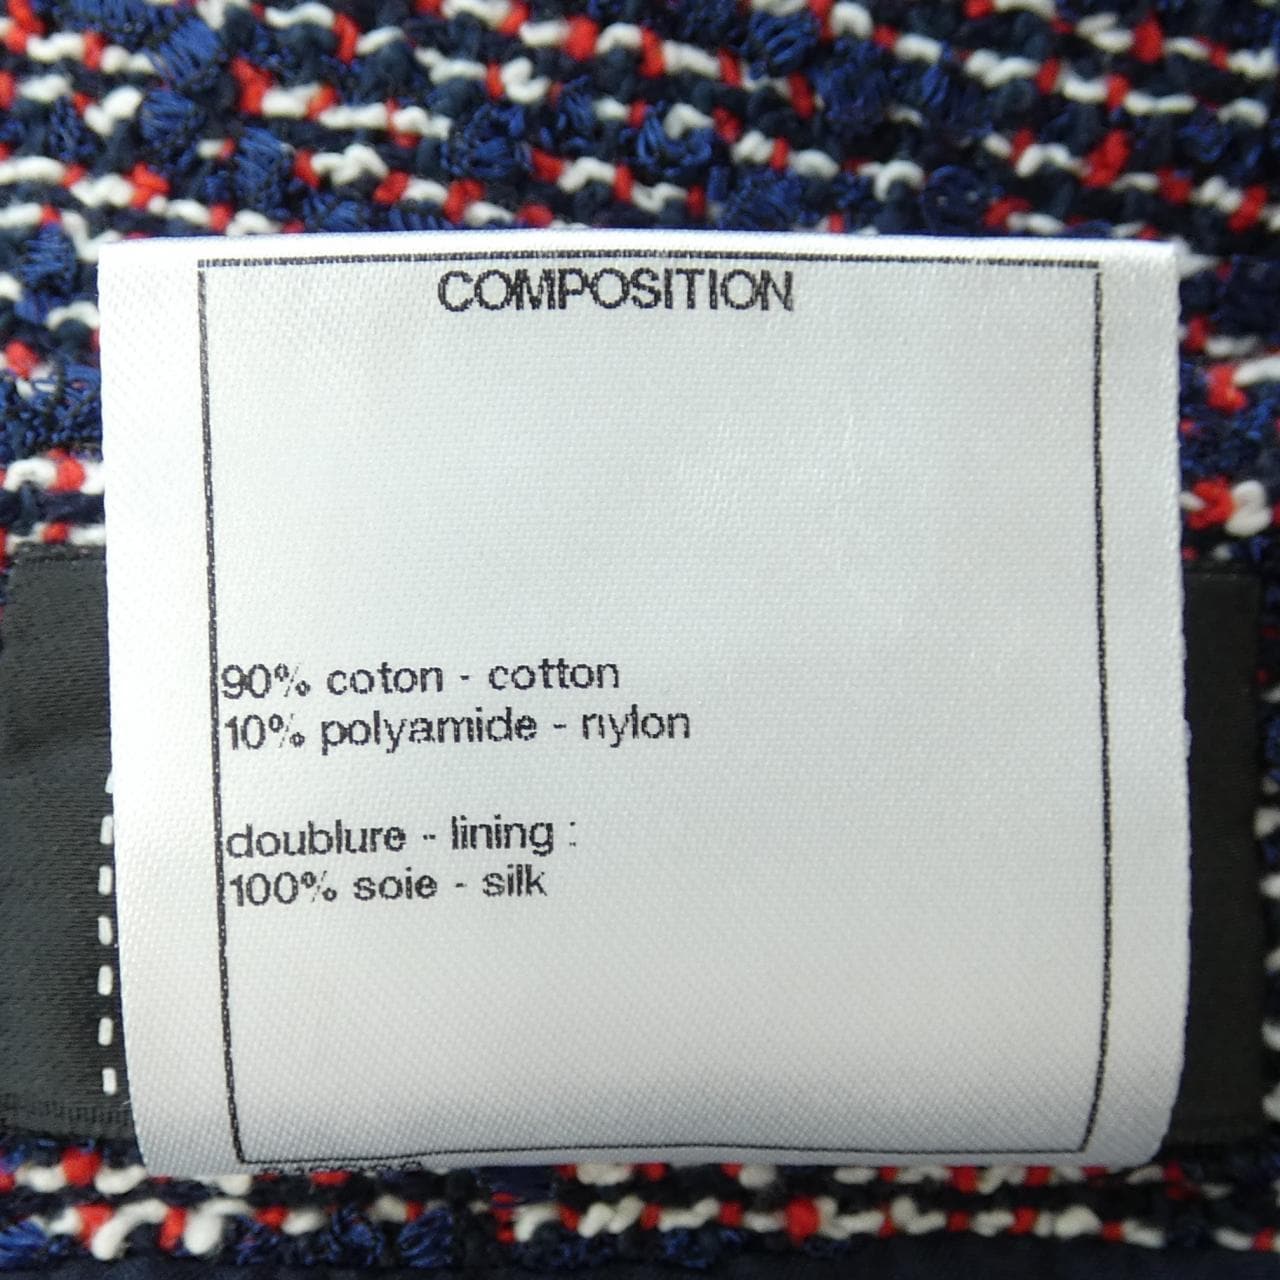 COMPOSITION
90% coton - cotton
10% polyamide - nylon
doublure - lining :
100% soie - silk